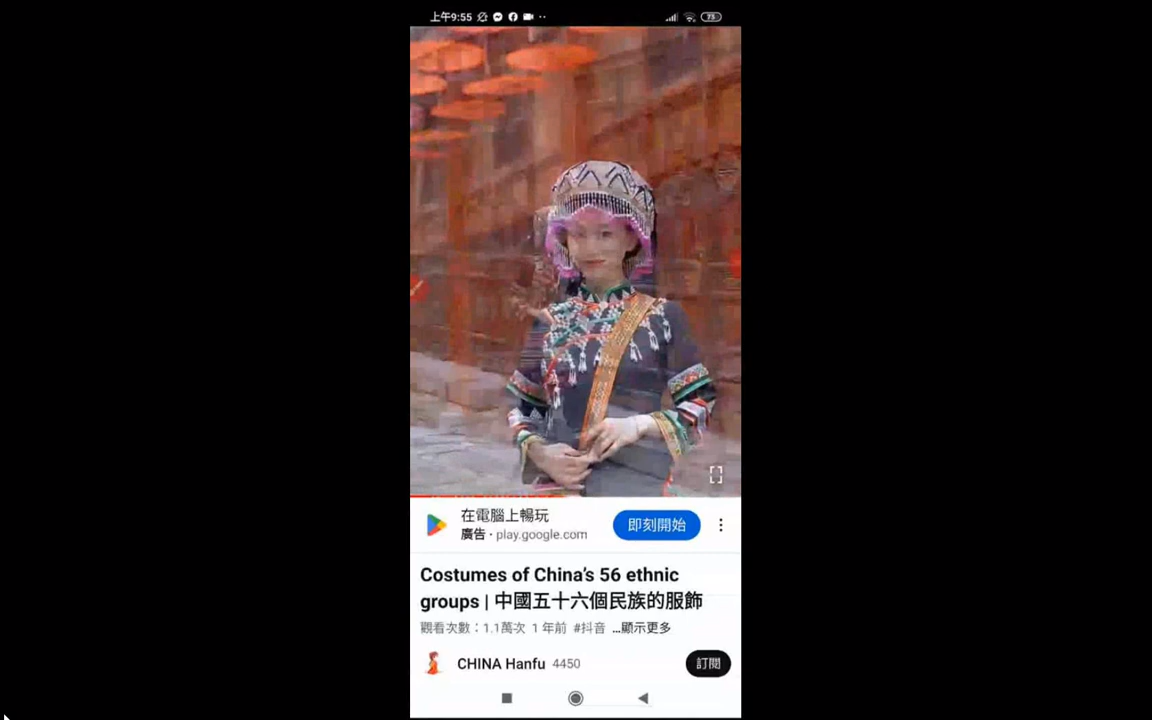 上午9:55
73
在電腦上暢玩
廣告 · play.google.com
即刻開始
Costumes of China's 56 ethnic
groups | 中國五十六個民族的服飾
觀看次數：1.1萬次 1 年前 #抖音 ...顯示更多
CHINA Hanfu 4450
訂閱